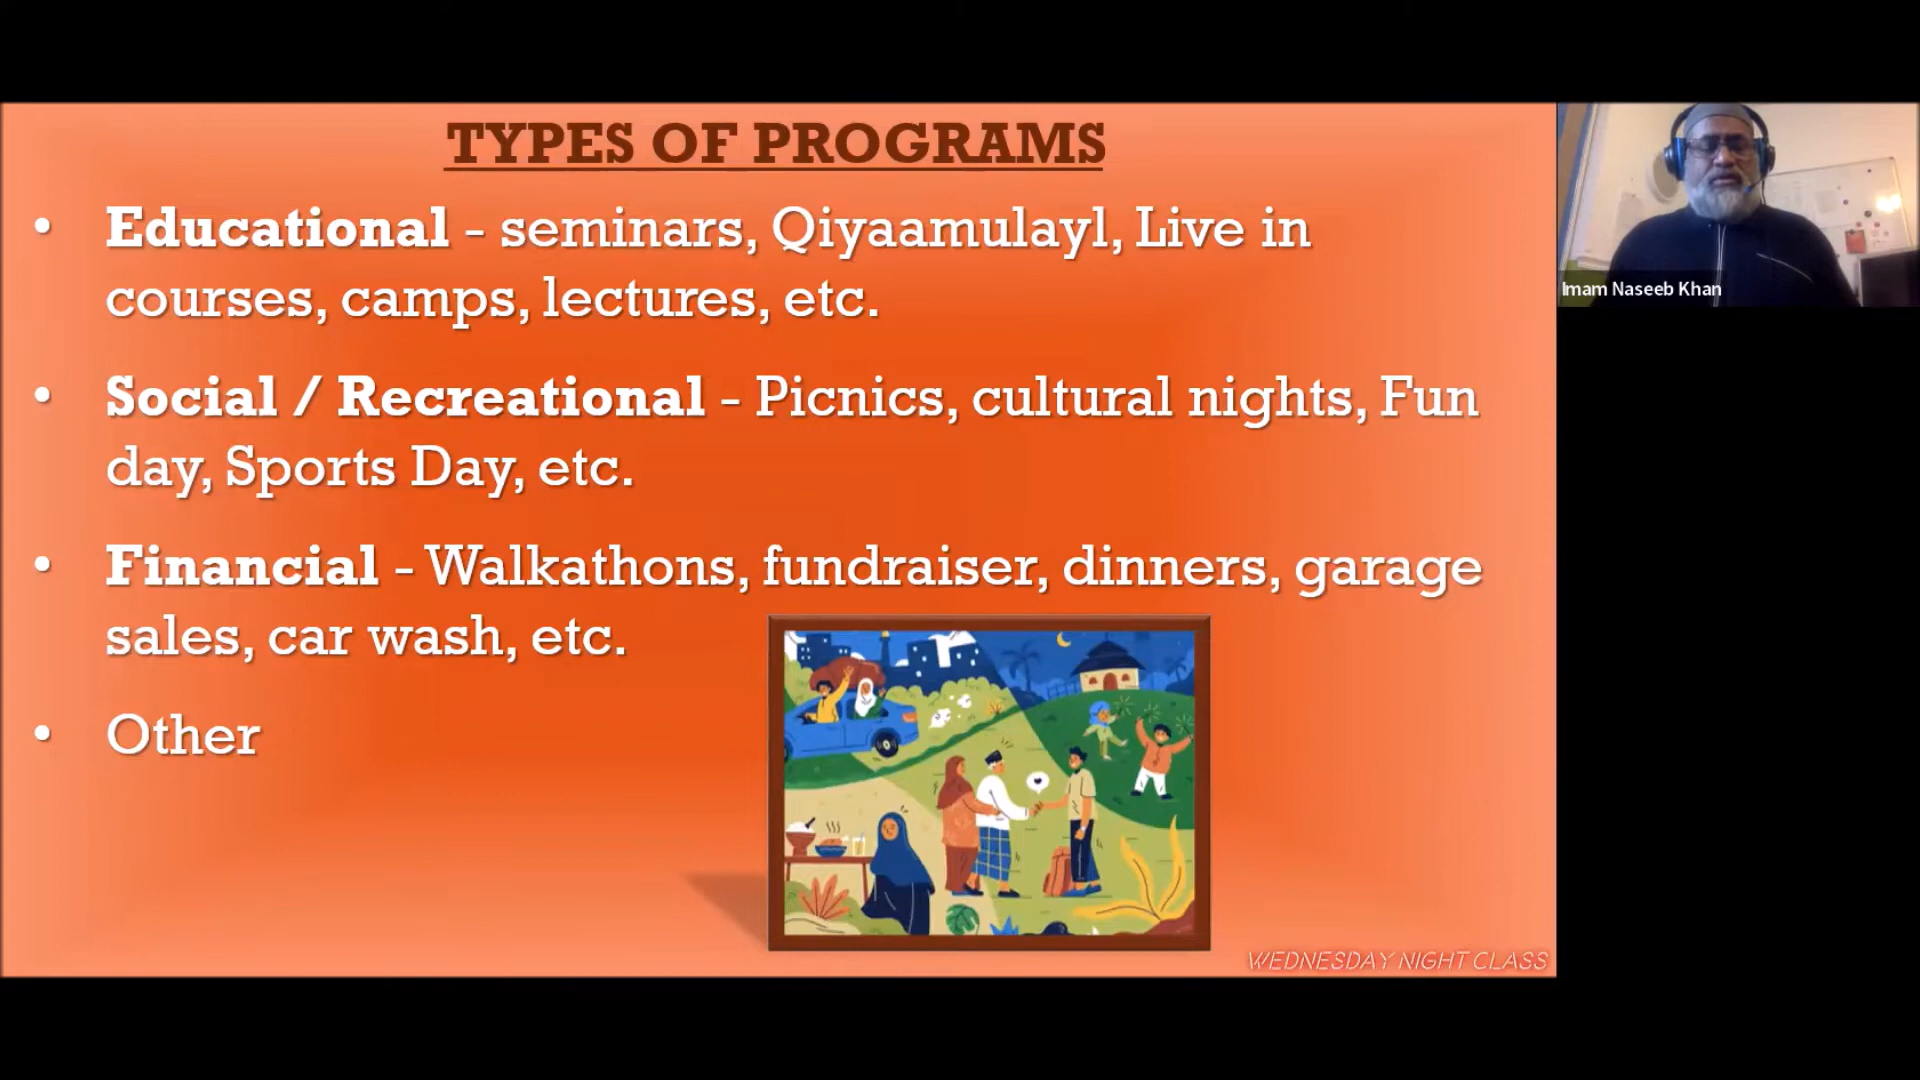 TYPES OF PROGRAMS
• Educational - seminars, Qiyaamulayl, Live in
courses, camps, lectures, etc.
• Social / Recreational - Picnics, cultural nights, Fun
day, Sports Day, etc.
• Financial - Walkathons, fundraiser, dinners, garage
sales, car wash, etc.
• Other
WEDNESDAY NIGHT CLASS
Imam Naseeb Khan